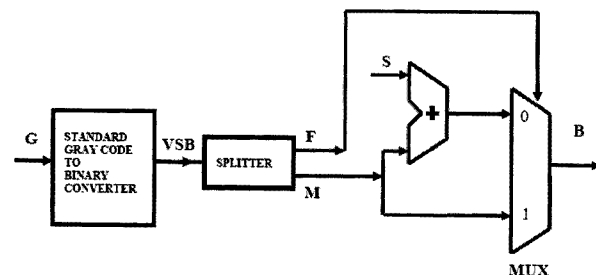 S
G
STANDARD
GRAY CODE
TO
BINARY
CONVERTER
VSB
SPLITTER
F
M
+
0
1
B
MUX